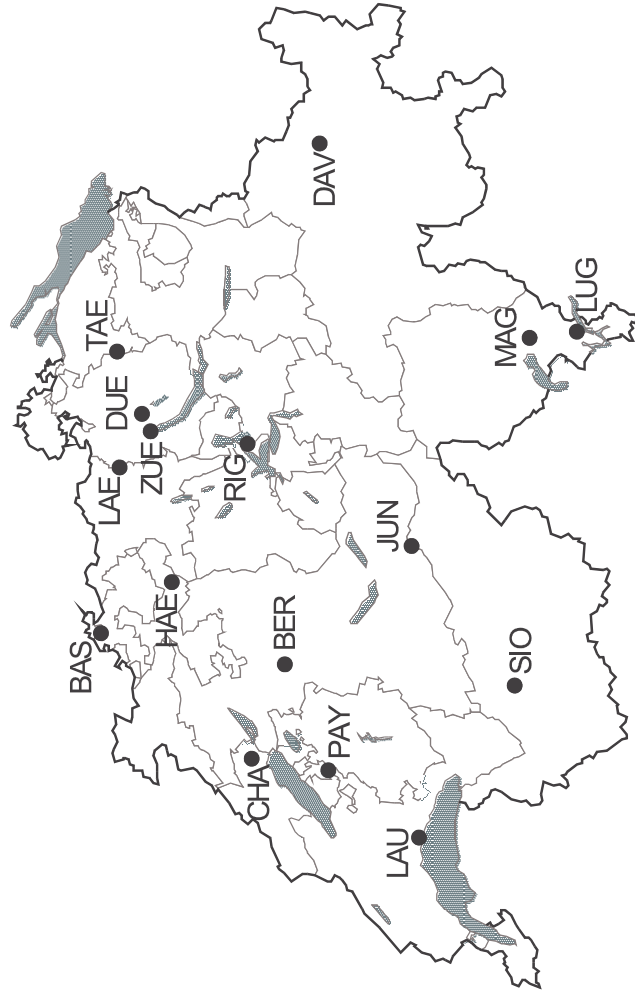 BAS
LAE
DUE
TAE
ZUE
HAE
RIG
DAV
CHA
BER
PAY
JUN
LAU
SIO
MAG
LUG